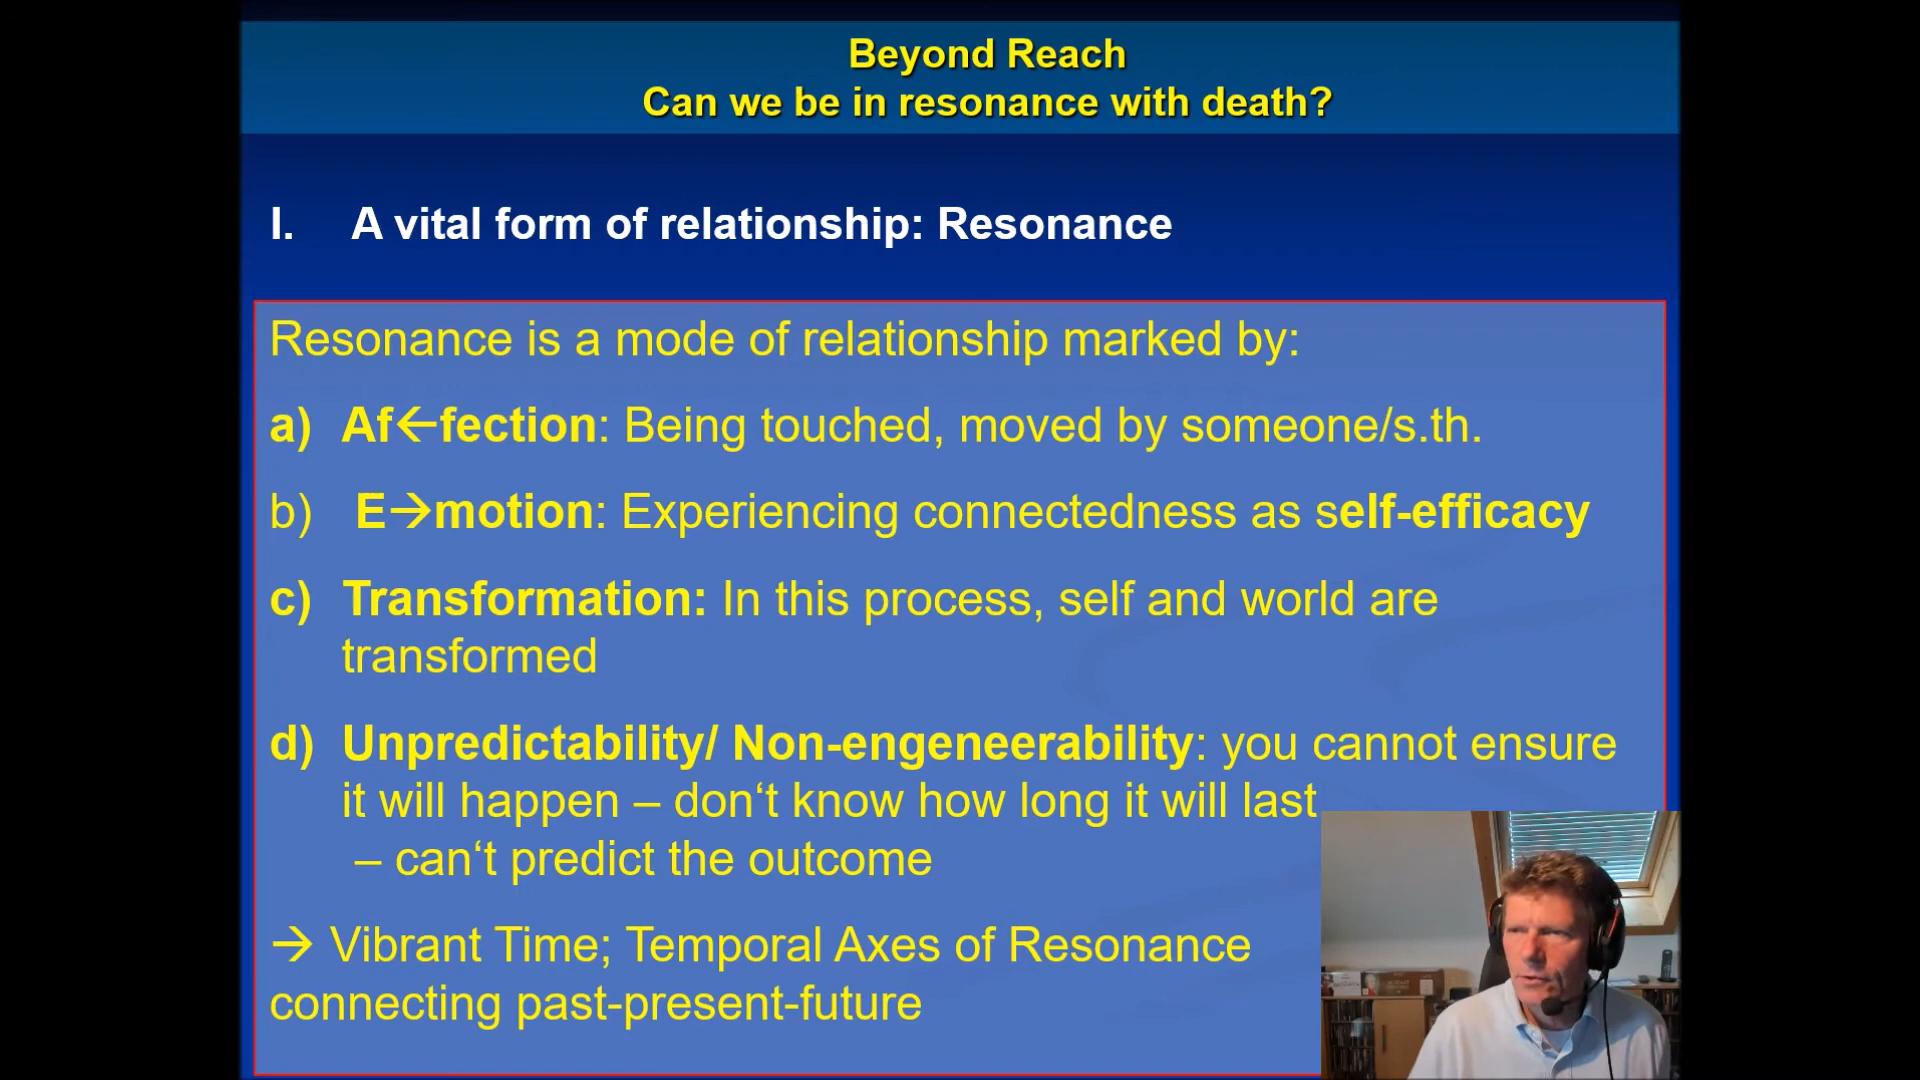 Beyond Reach
Can we be in resonance with death?
I. A vital form of relationship: Resonance
Resonance is a mode of relationship marked by:
a) Af←fection: Being touched, moved by someone/s.th.
b) E→motion: Experiencing connectedness as self-efficacy
c) Transformation: In this process, self and world are
transformed
d) Unpredictability/ Non-engeneerability: you cannot ensure
it will happen – don‘t know how long it will last
– can‘t predict the outcome
→ Vibrant Time; Temporal Axes of Resonance
connecting past-present-future